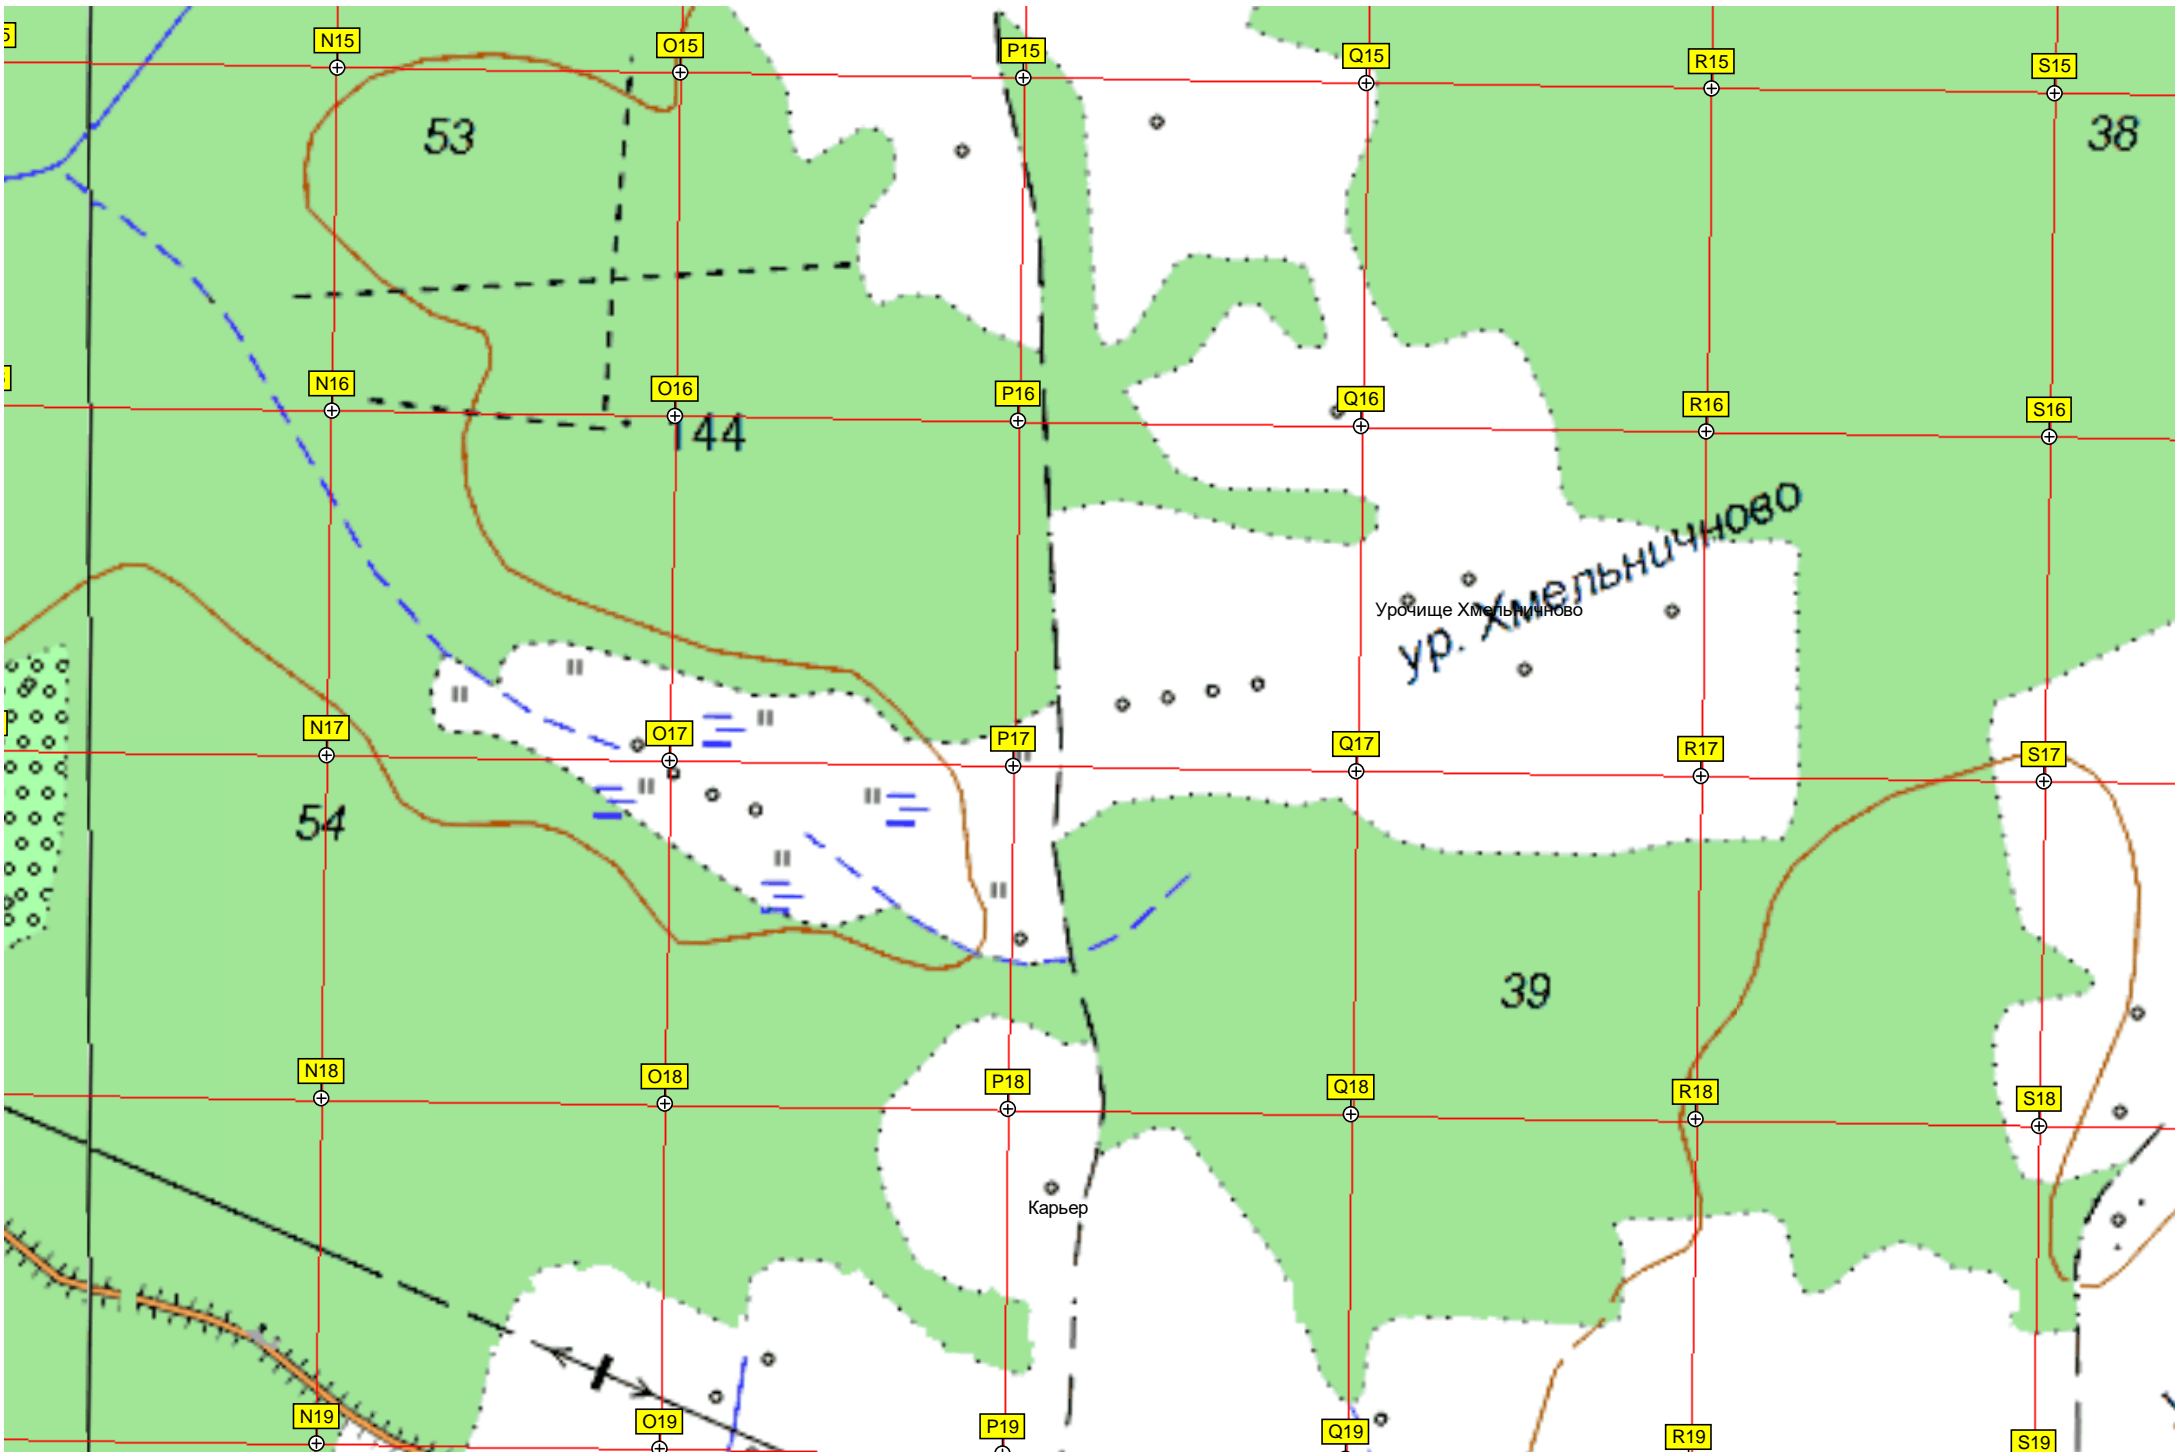 N15
O15
P15
Q15
R15
S15
53
38
N16
O16
P16
Q16
R16
S16
144
ур. Хмельничново
Урочище Хмельничново
N17
O17
P17
Q17
R17
S17
54
39
N18
O18
P18
Q18
R18
S18
Карьер
N19
O19
P19
Q19
R19
S19